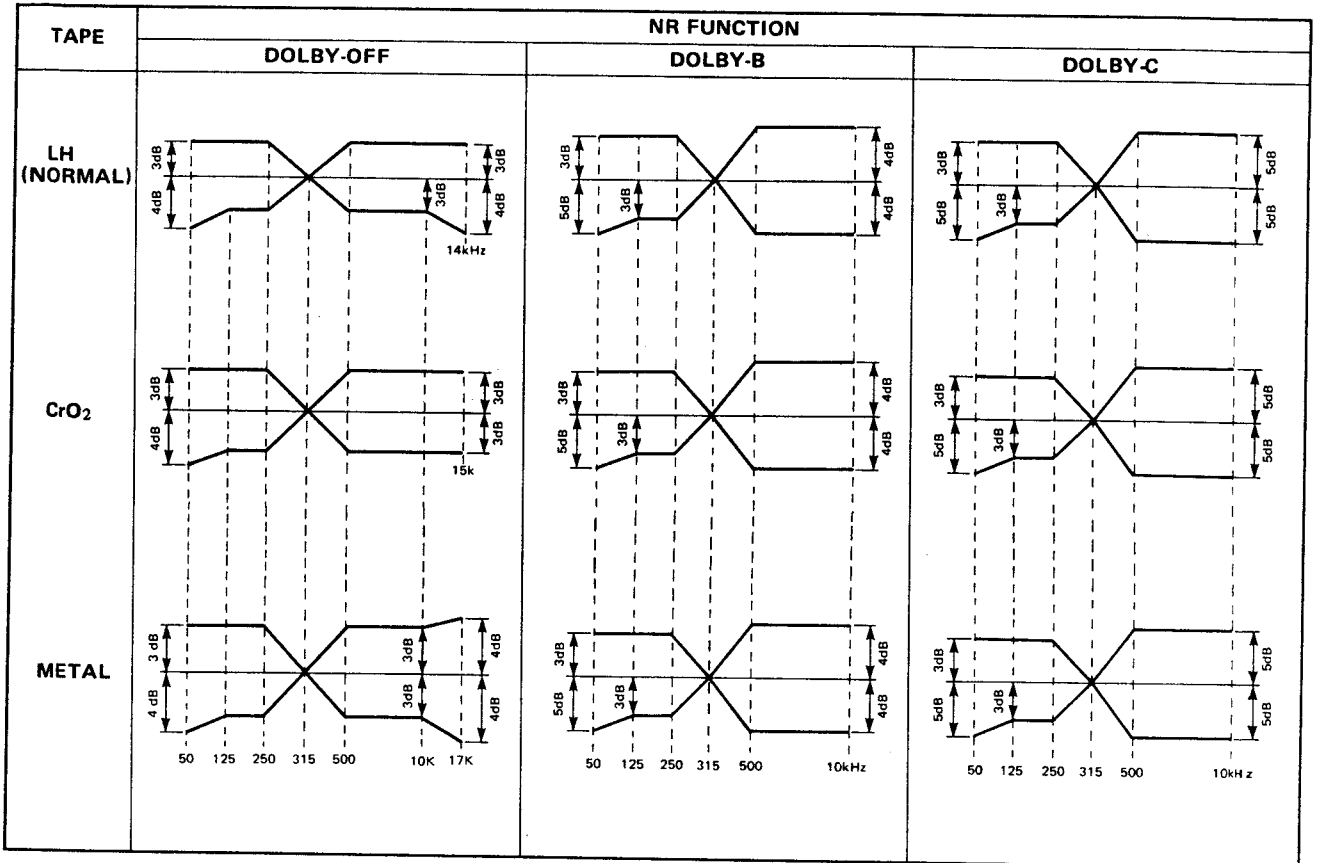 TAPE
NR FUNCTION
DOLBY-OFF
DOLBY-B
DOLBY-C
LH
(NORMAL)
3dB
4dB
3dB
3dB
4dB
14kHz
3dB
5dB
3dB
4dB
4dB
3dB
5dB
3dB
5dB
5dB
CrO2
3dB
4dB
3dB
3dB
15k
3dB
5dB
3dB
4dB
4dB
3dB
5dB
3dB
5dB
5dB
METAL
3 dB
4 dB
3dB
3dB
4dB
4dB
3dB
5dB
3dB
4dB
4dB
3dB
5dB
3dB
5dB
5dB
50 125 250 315 500 10K 17K
50 125 250 315 500 10kHz
50 125 250 315 500 10kHz